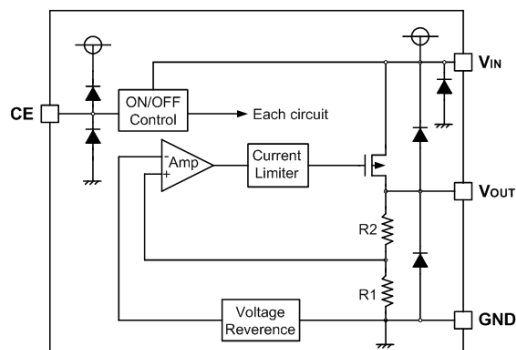 VIN
CE
ON/OFF
Control
Each circuit
-
Amp
+
Current
Limiter
VOUT
R2
R1
Voltage
Reverence
GND